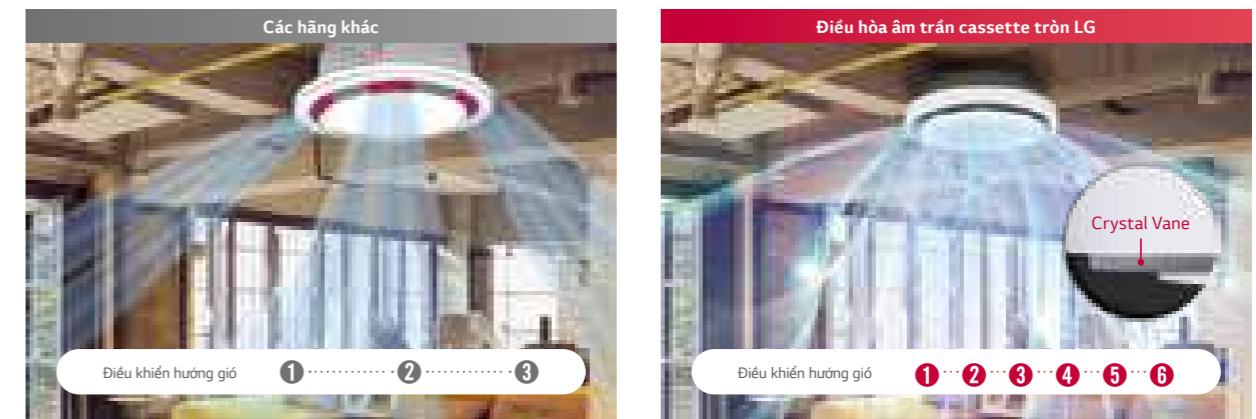 Các hãng khác
Điều khiển hướng gió
1 2 3
Điều hòa âm trần cassette tròn LG
Crystal Vane
Điều khiển hướng gió
1 2 3 4 5 6